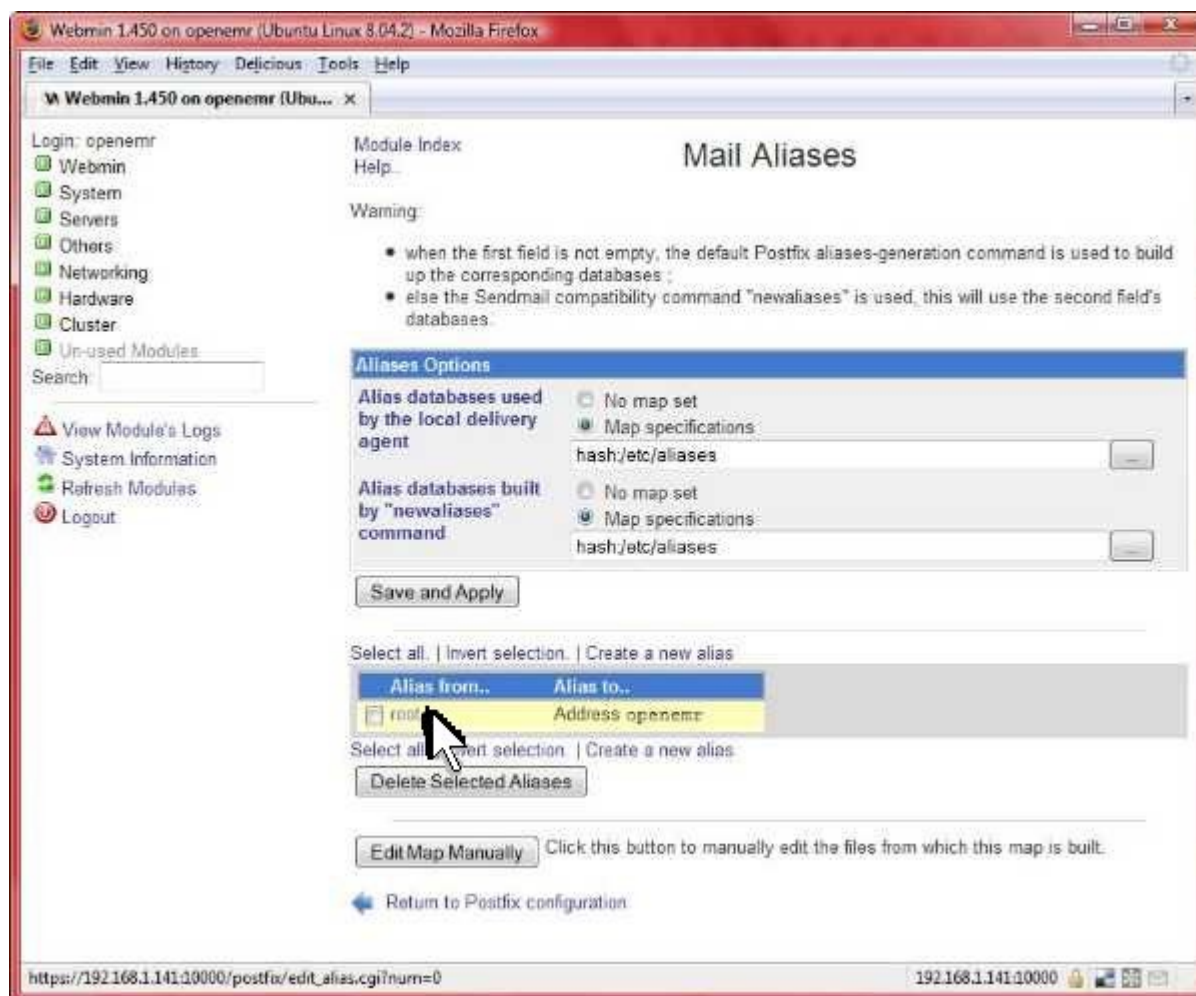 Webmin 1.450 on openemr (Ubuntu Linux 8.04.2) - Mozilla Firefox
File Edit View History Delicious Tools Help
Webmin 1.450 on openemr (Ubu...
Login: openemr
Webmin
System
Servers
Others
Networking
Hardware
Cluster
Un-used Modules
Search:
View Module's Logs
System Information
Refresh Modules
Logout
Module Index
Help..
Mail Aliases
Warning:
when the first field is not empty, the default Postfix aliases-generation command is used to build
up the corresponding databases ;
else the Sendmail compatibility command "newaliases" is used, this will use the second field's
databases.
Aliases Options
Alias databases used
by the local delivery
agent
No map set
Map specifications
hash:/etc/aliases
...
Alias databases built
by "newaliases"
command
No map set
Map specifications
hash:/etc/aliases
...
Save and Apply
Select all. | Invert selection. | Create a new alias
Alias from.. Alias to..
root Address openemr
Select all. selection. | Create a new alias
Delete Selected Aliases
Edit Map Manually Click this button to manually edit the files from which this map is built.
Return to Postfix configuration
https://192.168.1.141:10000/postfix/edit_alias.cgi?num=0 192.168.1.141:10000